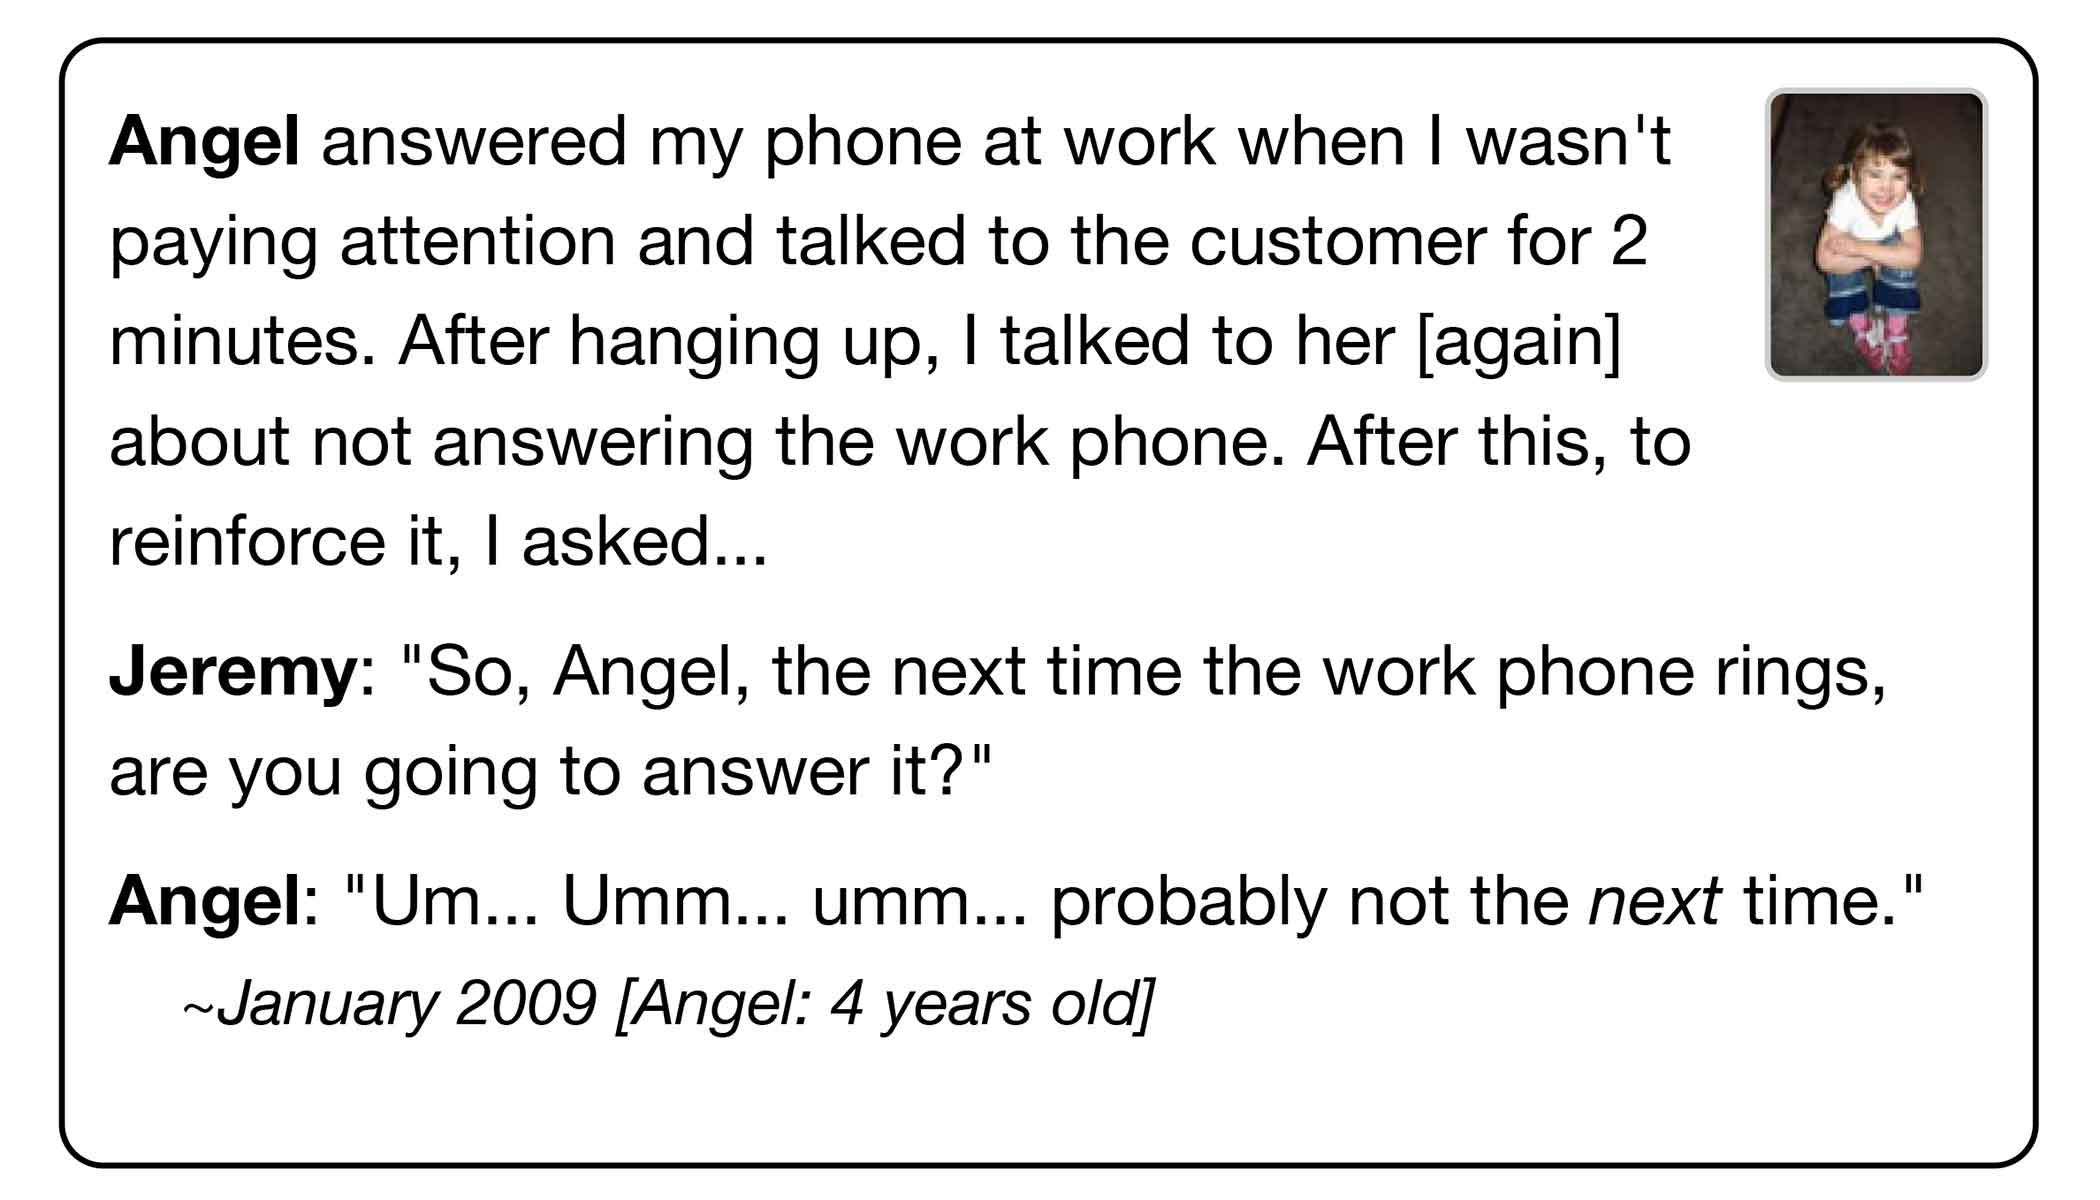 Angel answered my phone at work when I wasn't
paying attention and talked to the customer for 2
minutes. After hanging up, I talked to her [again]
about not answering the work phone. After this, to
reinforce it, I asked...
Jeremy: "So, Angel, the next time the work phone rings,
are you going to answer it?"
Angel: "Um... Umm... umm... probably not the next time."
~January 2009 [Angel: 4 years old]